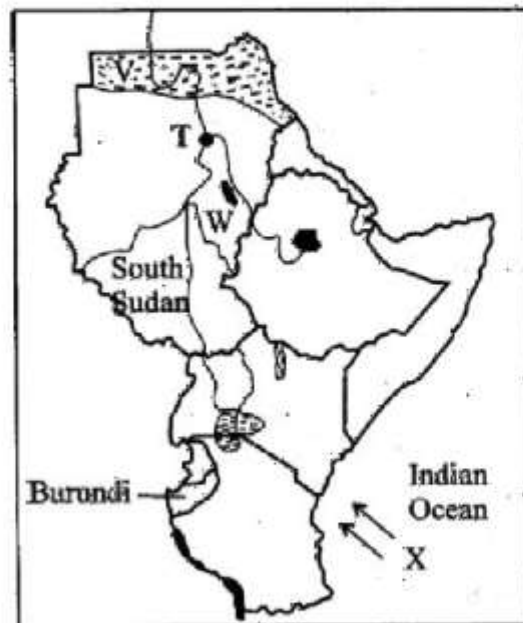 V
T
W
South
Sudan
Burundi
Indian
Ocean
X